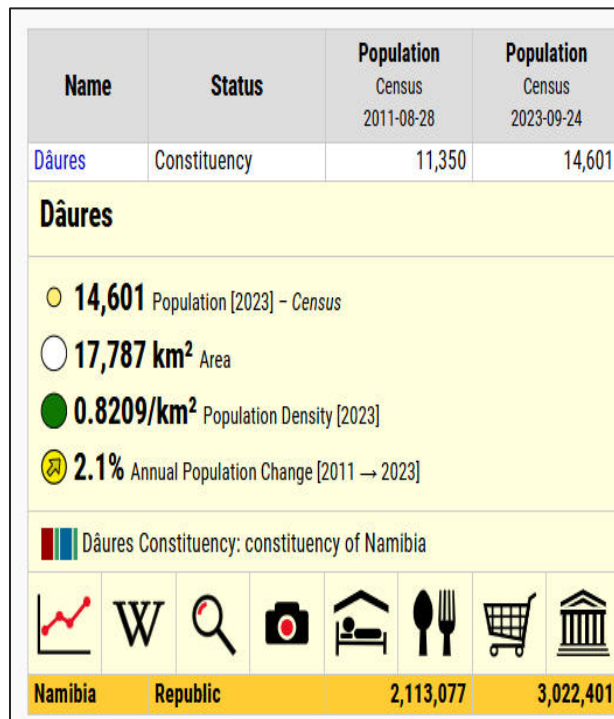 Name Status Population Census 2011-08-28 Population Census 2023-09-24
Dâures Constituency 11,350 14,601
Dâures
14,601 Population [2023] – Census
17,787 km² Area
0.8209/km² Population Density [2023]
2.1% Annual Population Change [2011 → 2023]
Dâures Constituency: constituency of Namibia
W
Namibia Republic 2,113,077 3,022,401